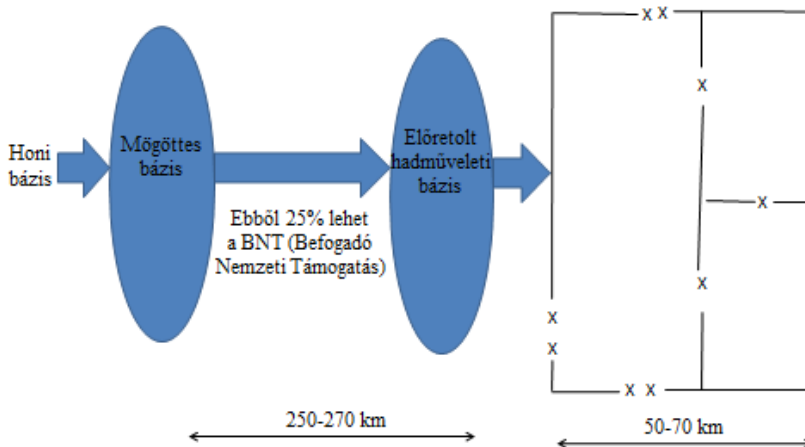 Honi
bázis
Mögöttes
bázis
Ebből 25% lehet
a BNT (Befogadó
Nemzeti Támogatás)
Előretolt
hadműveleti
bázis
x x
x
x
x
x
x
x x
250-270 km
50-70 km